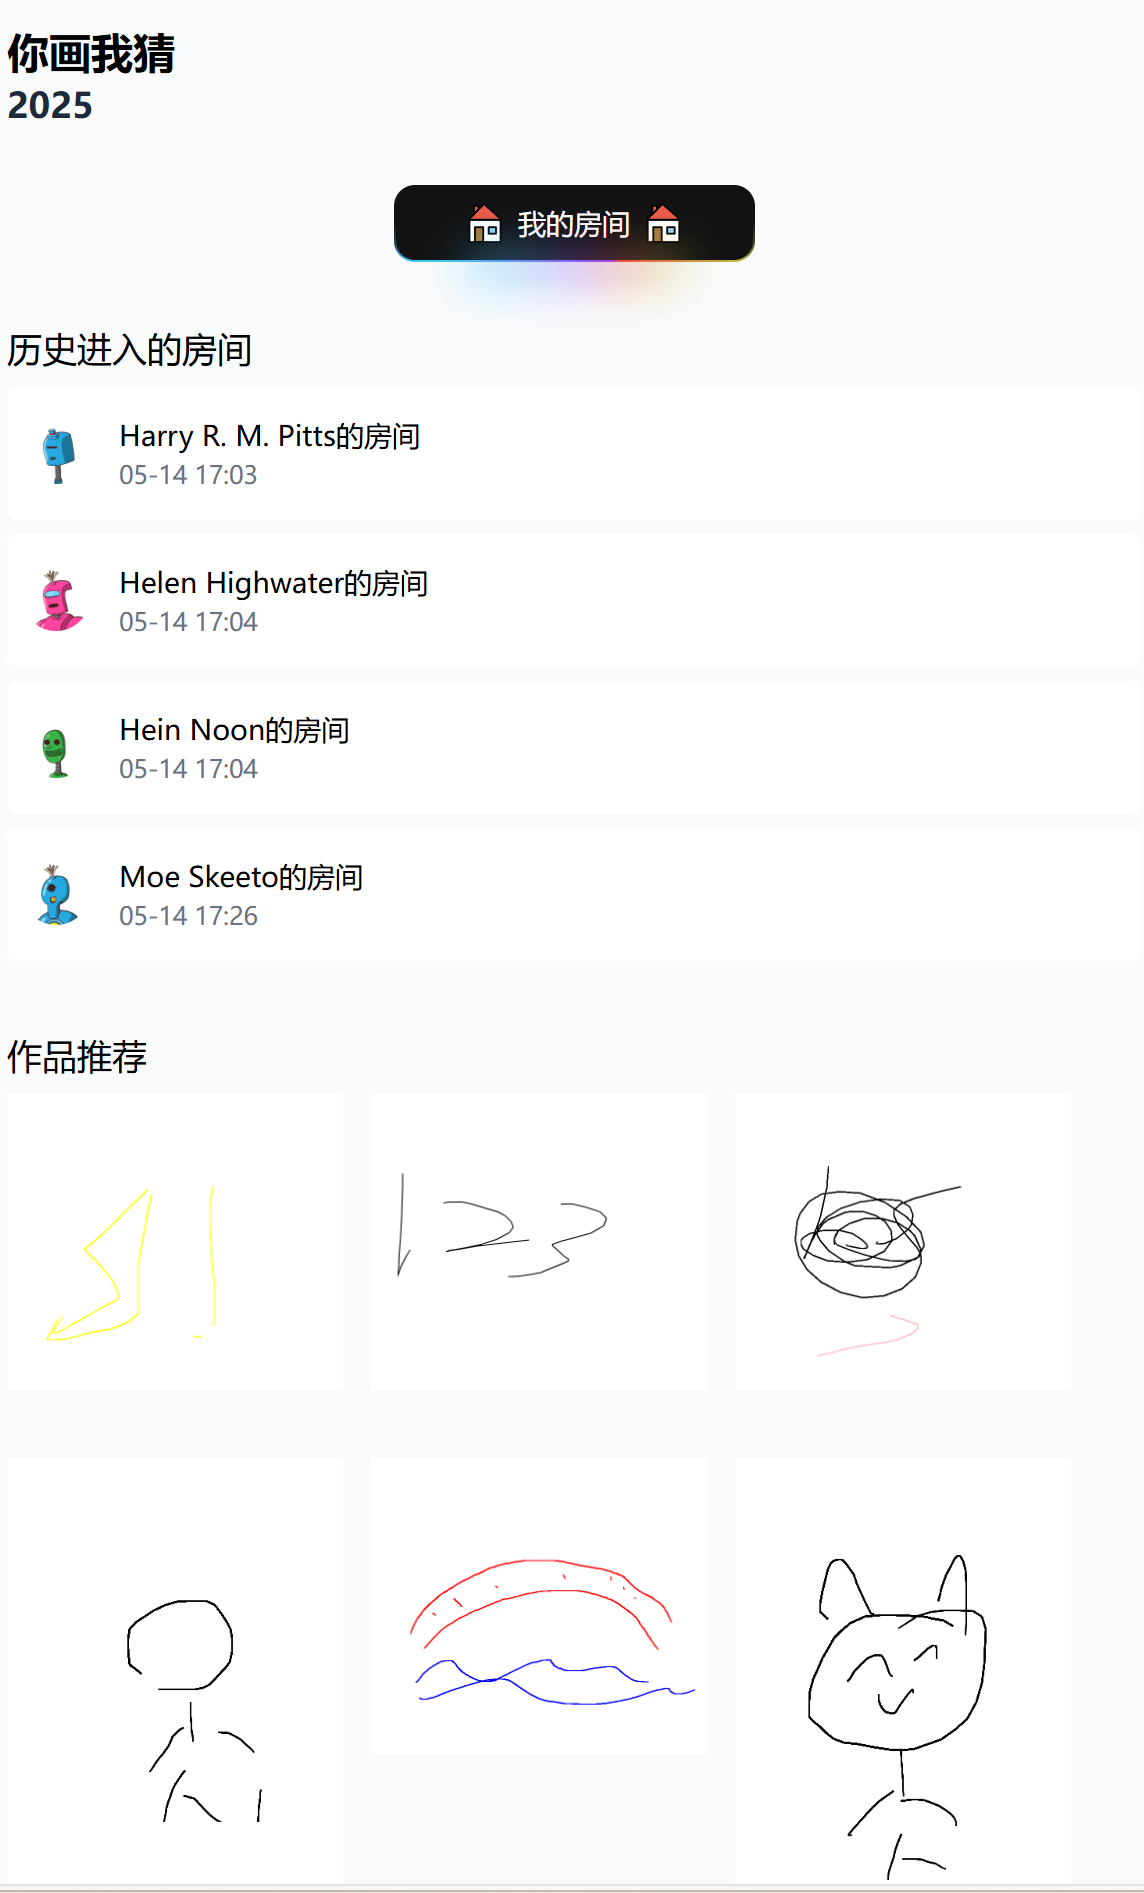 你画我猜
2025
我的房间
历史进入的房间
Harry R. M. Pitts的房间
05-14 17:03
Helen Highwater的房间
05-14 17:04
Hein Noon的房间
05-14 17:04
Moe Skeeto的房间
05-14 17:26
作品推荐
123